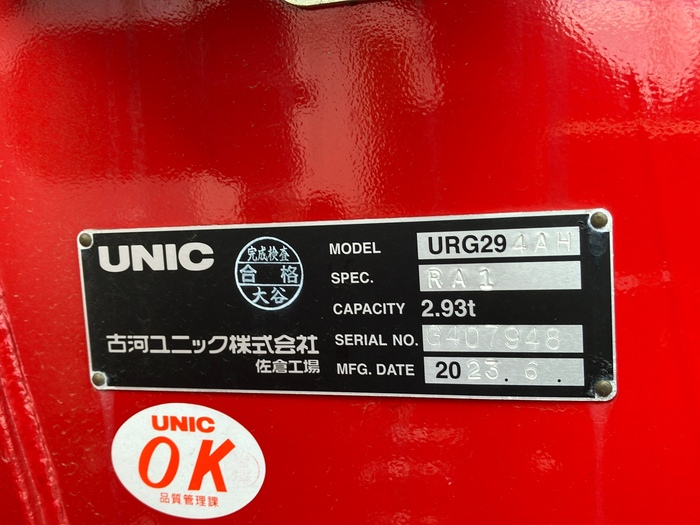 UNIC
完成検査
合格
大谷
古河ユニック株式会社
佐倉工場
MODEL URG294AH
SPEC. RA1
CAPACITY 2.93t
SERIAL NO. G407948
MFG. DATE 2023.6.
UNIC
OK
品質管理課